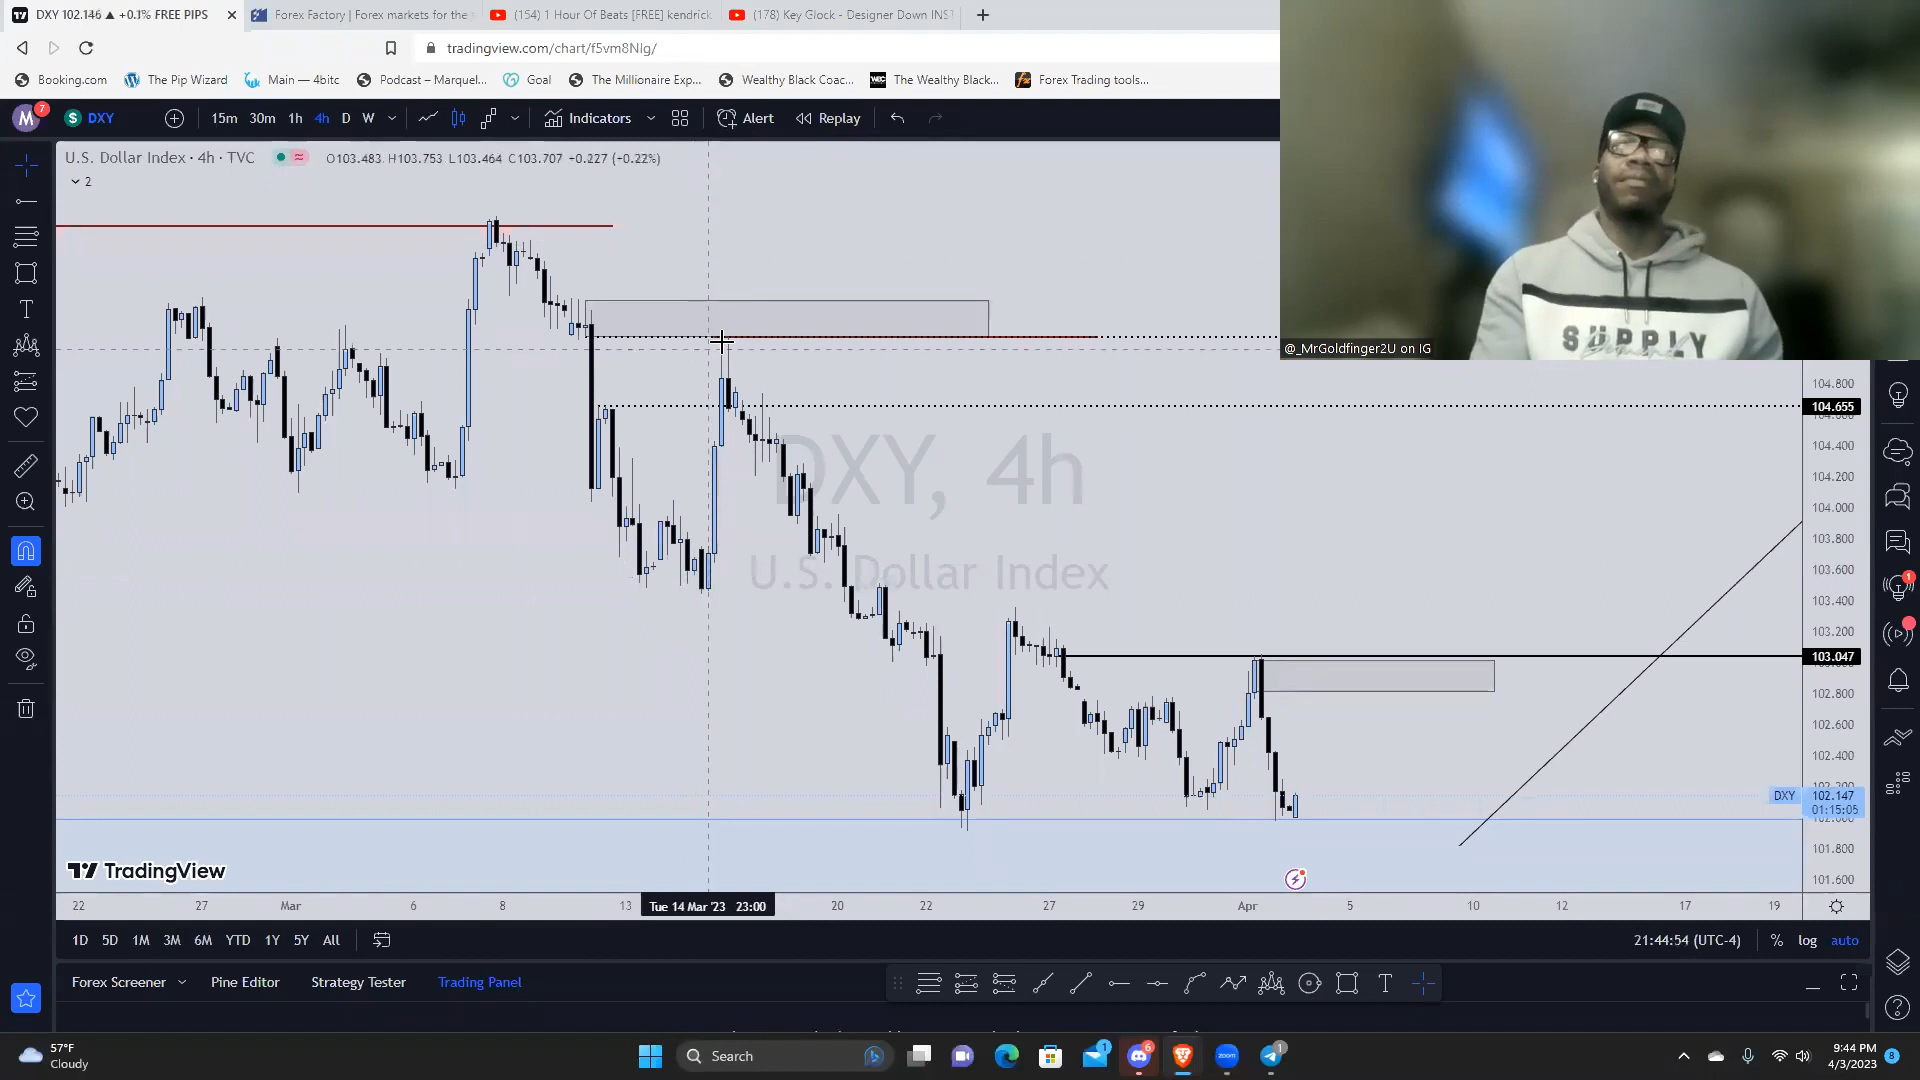 DXY 102.146 ▲ +0.1% FREE PIPS
Forex Factory | Forex markets for the
(154) 1 Hour Of Beats [FREE] kendrick
(178) Key Glock - Designer Down INST
tradingview.com/chart/f5vm8NIg/
Booking.com
The Pip Wizard
Main — 4bitc
Podcast – Marquel...
Goal
The Millionaire Exp...
Wealthy Black Coac...
The Wealthy Black...
Forex Trading tools...
M 7
DXY
15m 30m 1h 4h D W
Indicators
Alert
Replay
U.S. Dollar Index · 4h · TVC
O103.483 H103.753 L103.464 C103.707 +0.227 (+0.22%)
2
SUPPLY
@_MrGoldfinger2U on IG
DXY, 4h
U.S. Dollar Index
104.800
104.655
104.400
104.200
104.000
103.800
103.600
103.400
103.200
103.047
102.800
102.600
102.400
DXY 102.147
01:15:05
102.000
101.800
101.600
TradingView
22 27 Mar 6 8 13 Tue 14 Mar '23 23:00 20 22 27 29 Apr 5 10 12 17 19
1D 5D 1M 3M 6M YTD 1Y 5Y All
21:44:54 (UTC-4) % log auto
Forex Screener
Pine Editor
Strategy Tester
Trading Panel
57°F
Cloudy
Search
9:44 PM
4/3/2023